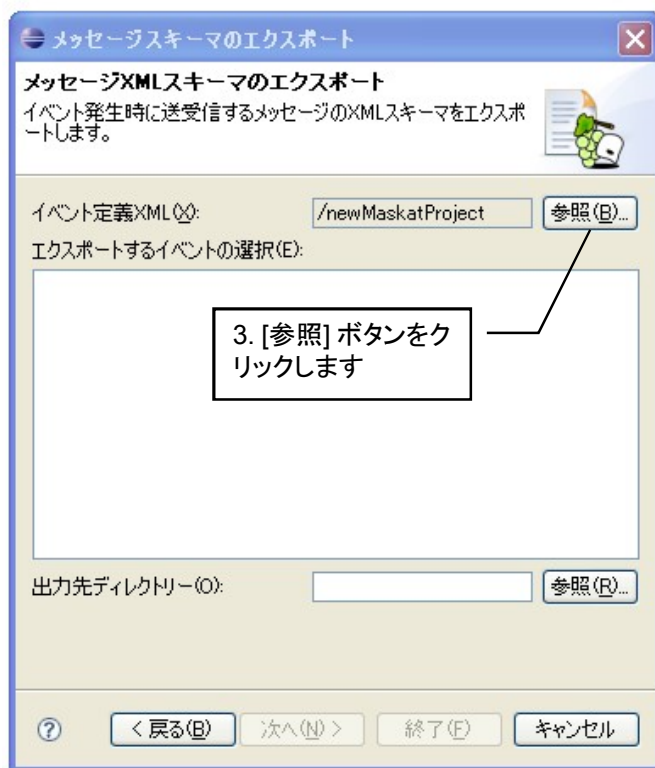 メッセージスキーマのエクスポート
メッセージXMLスキーマのエクスポート
イベント発生時に送受信するメッセージのXMLスキーマをエクスポ
ートします。
イベント定義XML(X): /newMaskatProject 参照(B)...
エクスポートするイベントの選択(E):
3. [参照] ボタンをク
リックします
出力先ディレクトリー(O): 参照(R)...
? < 戻る(B) 次へ(N) > 終了(F) キャンセル